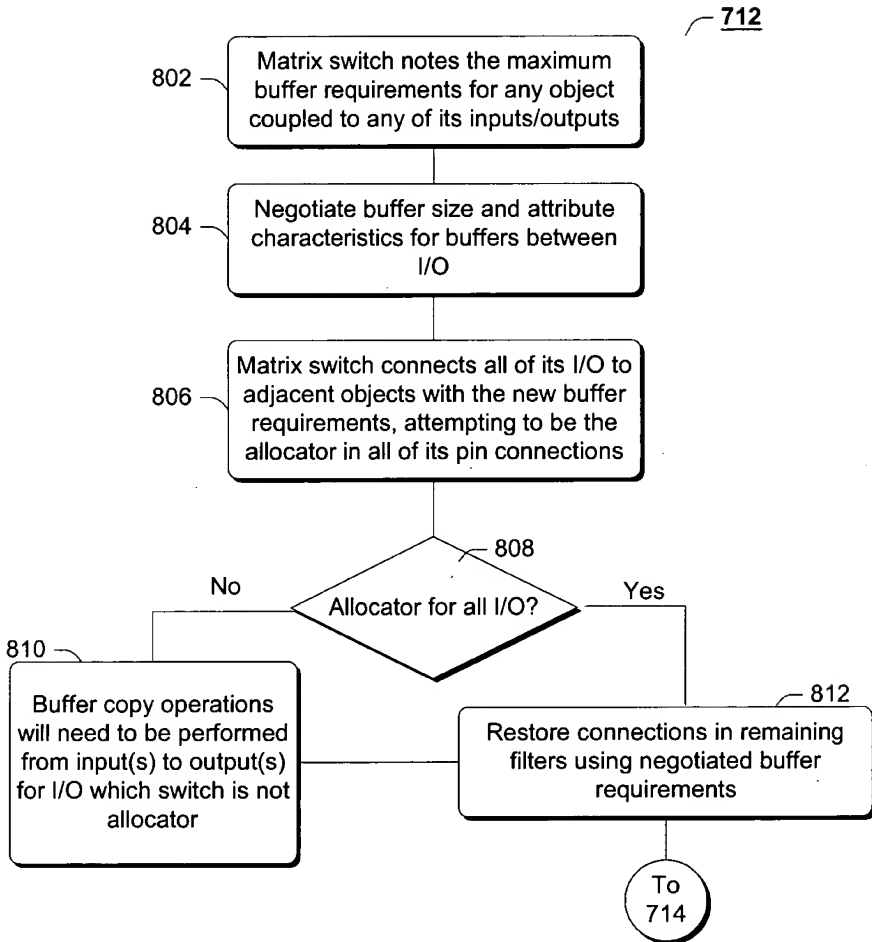 712
802
Matrix switch notes the maximum
buffer requirements for any object
coupled to any of its inputs/outputs
804
Negotiate buffer size and attribute
characteristics for buffers between
I/O
806
Matrix switch connects all of its I/O to
adjacent objects with the new buffer
requirements, attempting to be the
allocator in all of its pin connections
808
Allocator for all I/O?
No
Yes
810
Buffer copy operations
will need to be performed
from input(s) to output(s)
for I/O which switch is not
allocator
812
Restore connections in remaining
filters using negotiated buffer
requirements
To
714